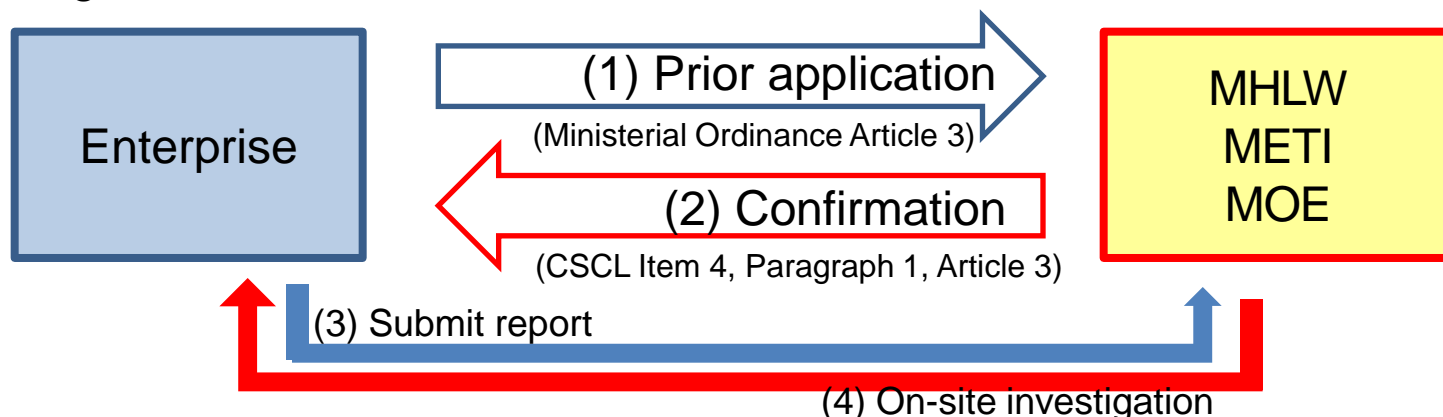 Enterprise
(1) Prior application
(Ministerial Ordinance Article 3)
(2) Confirmation
(CSCL Item 4, Paragraph 1, Article 3)
MHLW
METI
MOE
(3) Submit report
(4) On-site investigation